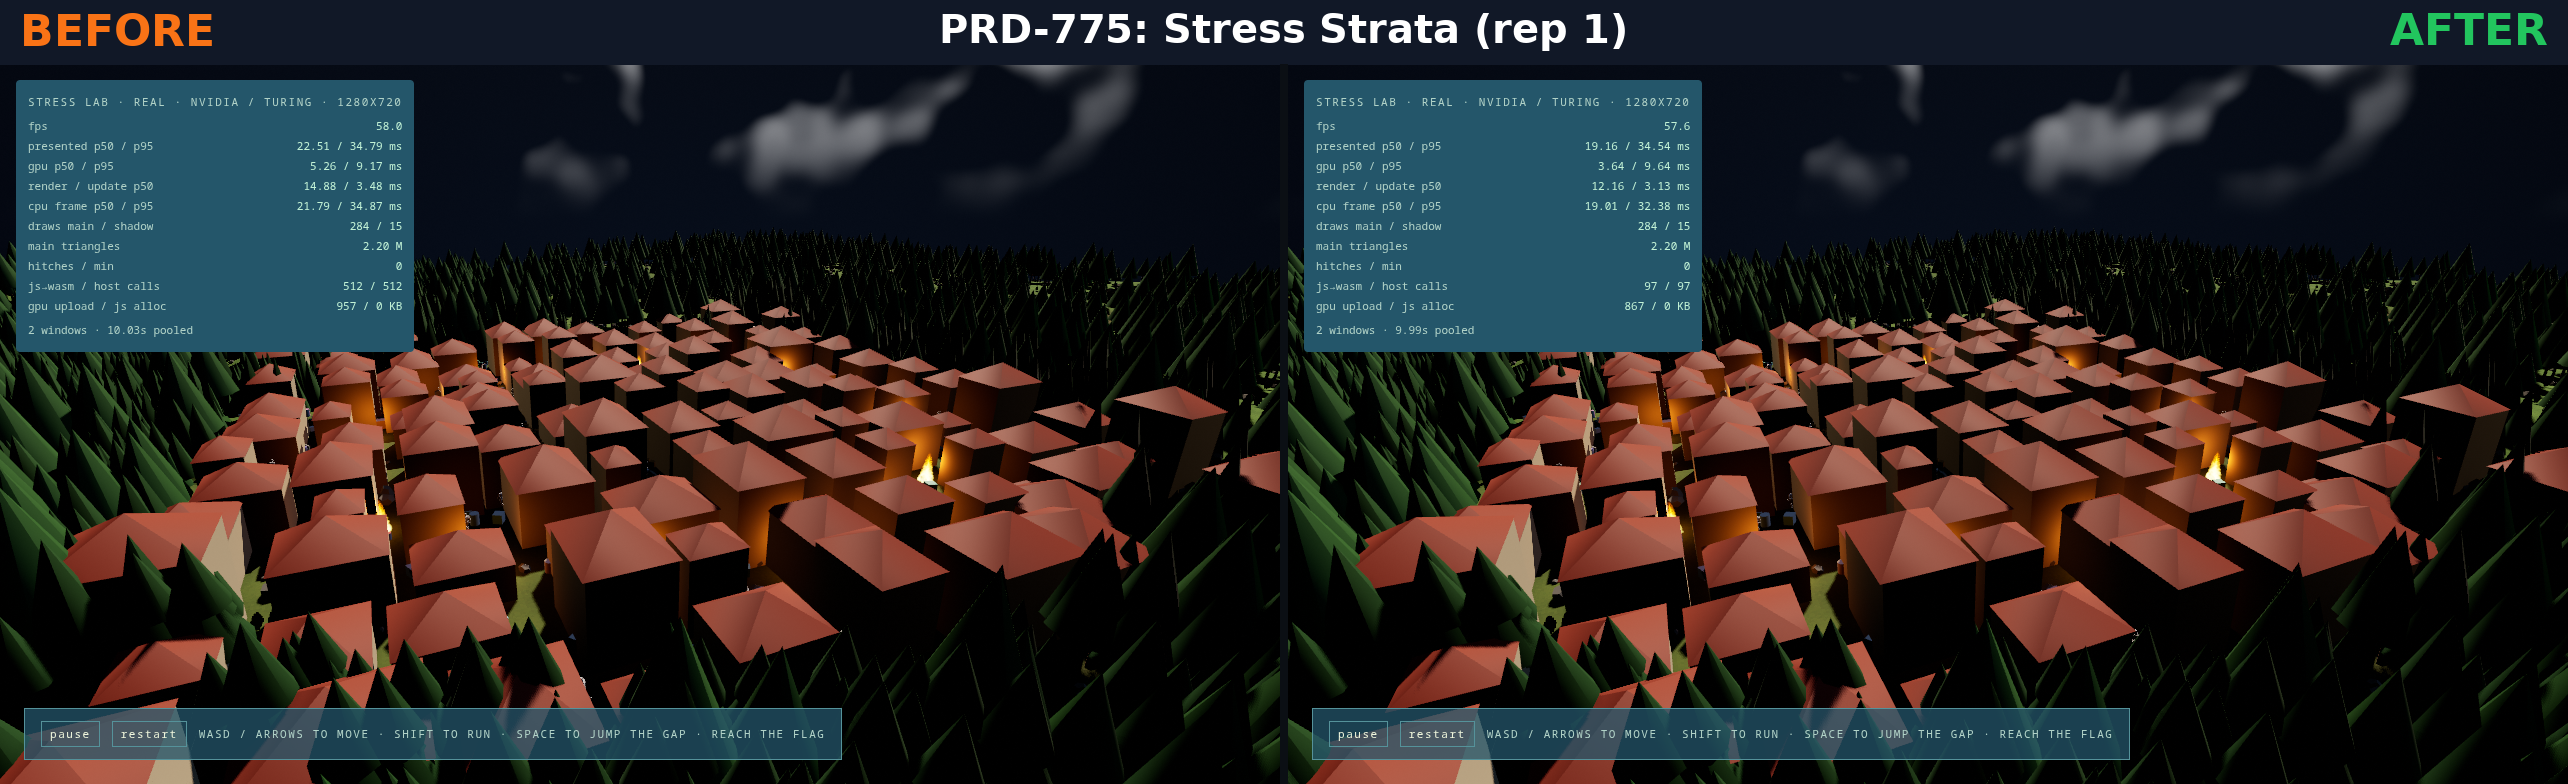 BEFORE
PRD-775: Stress Strata (rep 1)
AFTER
STRESS LAB · REAL · NVIDIA / TURING · 1280X720
fps 58.0
presented p50 / p95 22.51 / 34.79 ms
gpu p50 / p95 5.26 / 9.17 ms
render / update p50 14.88 / 3.48 ms
cpu frame p50 / p95 21.79 / 34.87 ms
draws main / shadow 284 / 15
main triangles 2.20 M
hitches / min 0
js→wasm / host calls 512 / 512
gpu upload / js alloc 957 / 0 KB
2 windows · 10.03s pooled
pause restart WASD / ARROWS TO MOVE · SHIFT TO RUN · SPACE TO JUMP THE GAP · REACH THE FLAG
STRESS LAB · REAL · NVIDIA / TURING · 1280X720
fps 57.6
presented p50 / p95 19.16 / 34.54 ms
gpu p50 / p95 3.64 / 9.64 ms
render / update p50 12.16 / 3.13 ms
cpu frame p50 / p95 19.01 / 32.38 ms
draws main / shadow 284 / 15
main triangles 2.20 M
hitches / min 0
js→wasm / host calls 97 / 97
gpu upload / js alloc 867 / 0 KB
2 windows · 9.99s pooled
pause restart WASD / ARROWS TO MOVE · SHIFT TO RUN · SPACE TO JUMP THE GAP · REACH THE FLAG